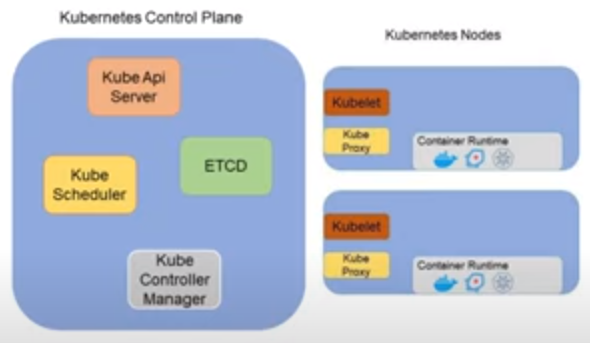 Kubernetes Control Plane
Kube Api
Server
ETCD
Kube
Scheduler
Kube
Controller
Manager
Kubernetes Nodes
Kubelet
Kube
Proxy
Container Runtime
Kubelet
Kube
Proxy
Container Runtime